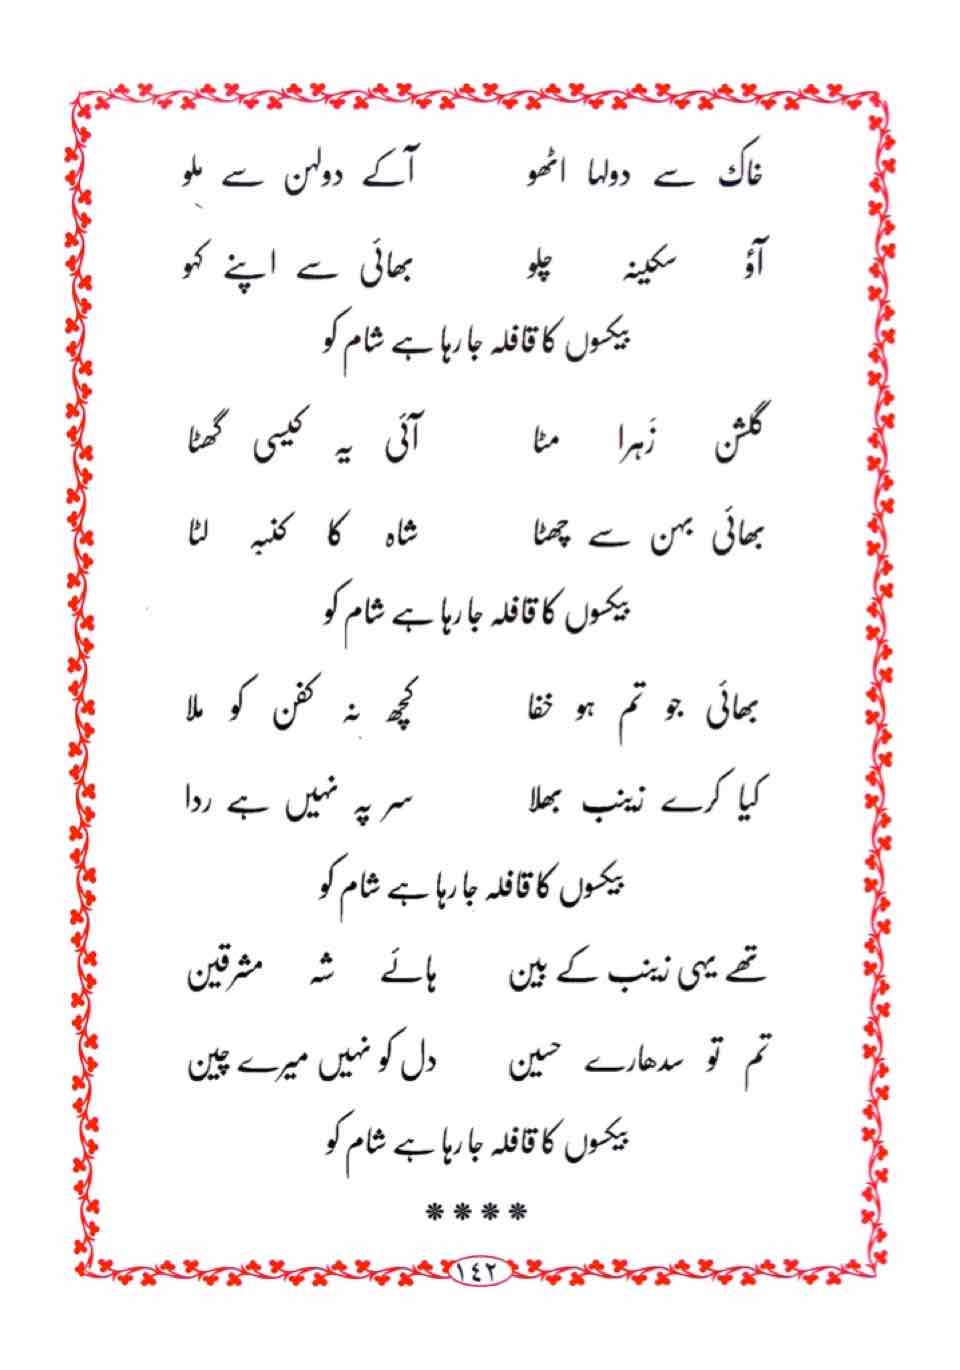 خاک سے دولہا اٹھو آکے دولہن سے ملو
آؤ سکینہ چلو بھائی سے اپنے کہو
بیکسوں کا قافلہ جا رہا ہے شام کو
گلشن زَہرا مٹا آئی یہ کیسی گھٹا
بھائی بہن سے چھٹا شاہ کا کنبہ لٹا
بیکسوں کا قافلہ جا رہا ہے شام کو
بھائی جو تم ہو خفا کچھ نہ کفن کو ملا
کیا کرے زینب بھلا سر پہ نہیں ہے ردا
بیکسوں کا قافلہ جا رہا ہے شام کو
تھے یہی زینب کے بین ہائے شہ مشرقین
تم تو سدھارے حسین دل کو نہیں میرے چین
بیکسوں کا قافلہ جا رہا ہے شام کو
****
١٤٢